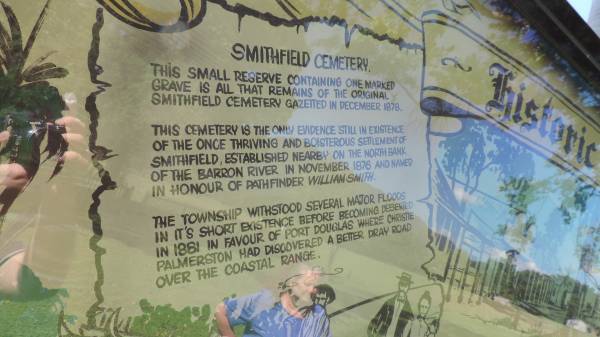 SMITHFIELD CEMETERY.
THIS SMALL RESERVE CONTAINING ONE MARKED
GRAVE IS ALL THAT REMAINS OF THE ORIGINAL
SMITHFIELD CEMETERY GAZETTED IN DECEMBER 1878.
THIS CEMETERY IS THE ONLY EVIDENCE STILL IN EXISTENCE
OF THE ONCE THRIVING AND BOISTEROUS SETTLEMENT OF
SMITHFIELD, ESTABLISHED NEARBY ON THE NORTH BANK
OF THE BARRON RIVER IN NOVEMBER 1876 AND NAMED
IN HONOUR OF PATHFINDER WILLIAM SMITH.
THE TOWNSHIP WITHSTOOD SEVERAL MAJOR FLOODS
IN IT'S SHORT EXISTENCE BEFORE BECOMING DESERTED
IN 1881 IN FAVOUR OF PORT DOUGLAS WHERE CHRISTIE
PALMERSTON HAD DISCOVERED A BETTER DRAY ROAD
OVER THE COASTAL RANGE.
Historic